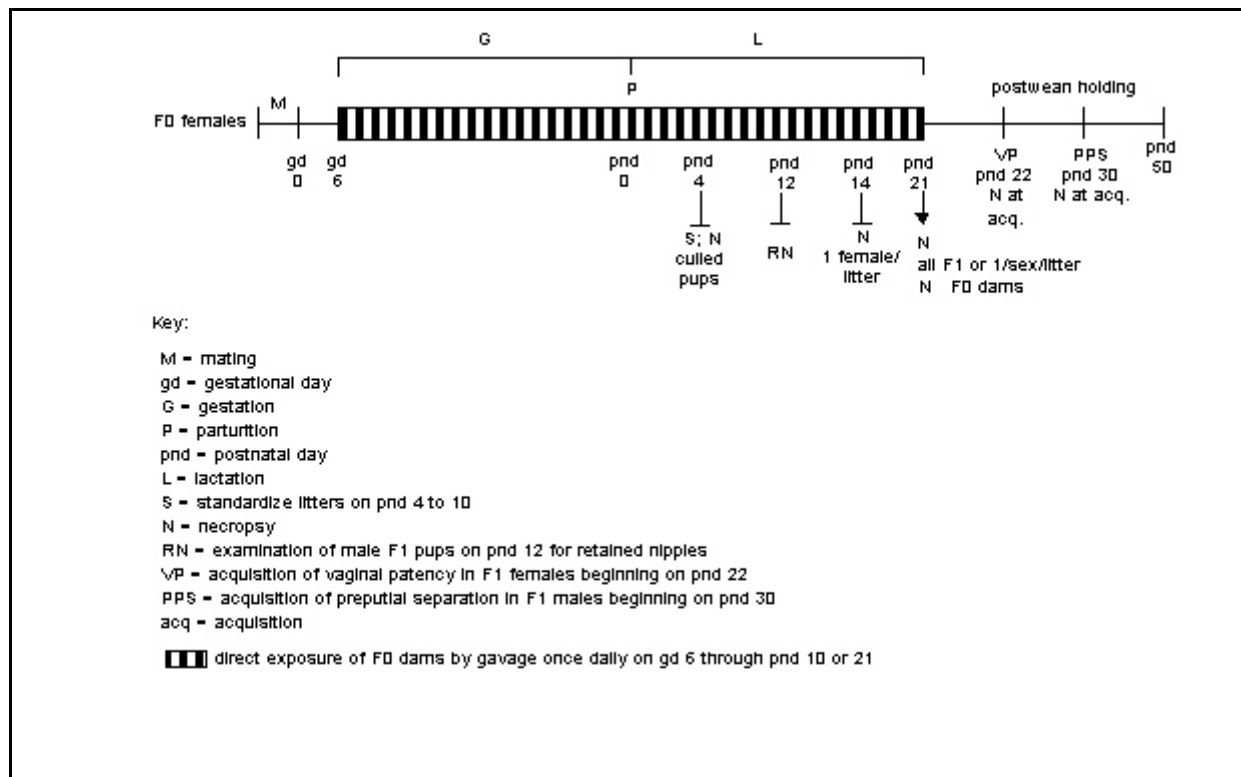 G L
M P postwean holding
F0 females
gd 0 gd 6 pnd 0 pnd 4 pnd 12 pnd 14 pnd 21 VP pnd 22 N at acq. PPS pnd 30 N at acq. pnd 50
S; N culled pups
RN
N 1 female/ litter
N all F1 or 1/sex/litter
N F0 dams
Key:
M = mating
gd = gestational day
G = gestation
P = parturition
pnd = postnatal day
L = lactation
S = standardize litters on pnd 4 to 10
N = necropsy
RN = examination of male F1 pups on pnd 12 for retained nipples
VP = acquisition of vaginal patency in F1 females beginning on pnd 22
PPS = acquisition of preputial separation in F1 males beginning on pnd 30
acq = acquisition
direct exposure of F0 dams by gavage once daily on gd 6 through pnd 10 or 21